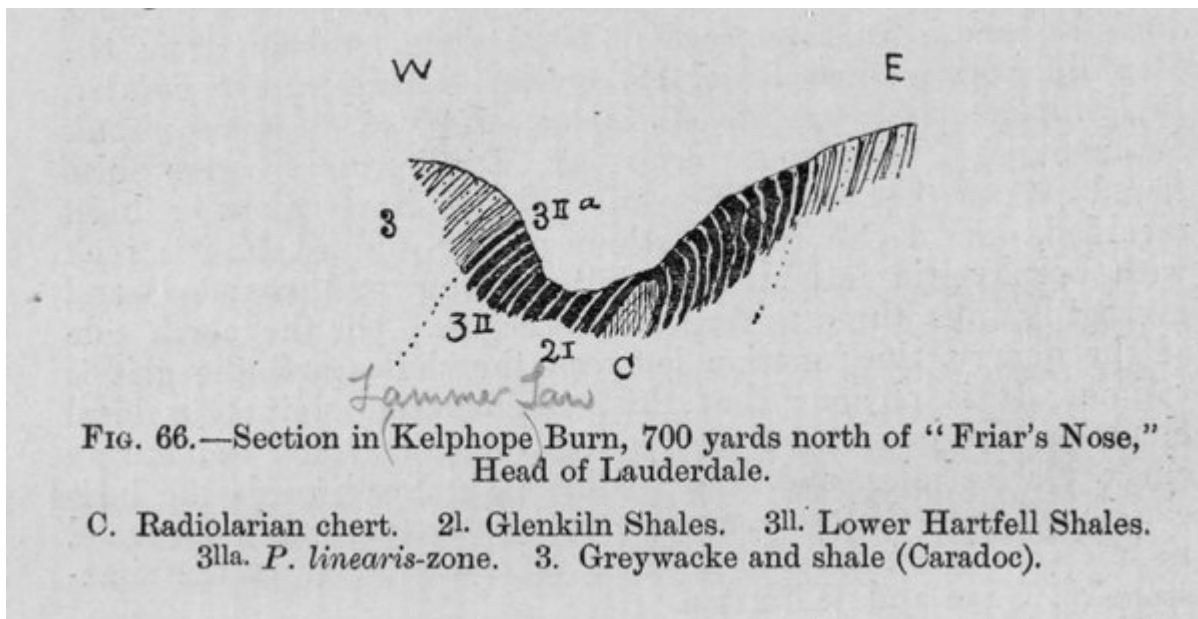 W E
3 3IIa
3II
2I C
Lammer Law
FIG. 66.—Section in (Kelphope) Burn, 700 yards north of "Friar's Nose,"
Head of Lauderdale.
C. Radiolarian chert. 2I. Glenkiln Shales. 3II. Lower Hartfell Shales.
3IIa. P. linearis-zone. 3. Greywacke and shale (Caradoc).